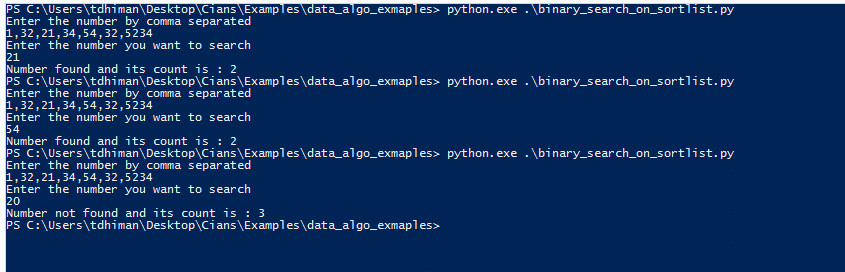 PS C:\Users\tdhiman\Desktop\Cians\Examples\data_algo_exmaples> python.exe .\binary_search_on_sortlist.py
Enter the number by comma separated
1,32,21,34,54,32,5234
Enter the number you want to search
21
Number found and its count is : 2
PS C:\Users\tdhiman\Desktop\Cians\Examples\data_algo_exmaples> python.exe .\binary_search_on_sortlist.py
Enter the number by comma separated
1,32,21,34,54,32,5234
Enter the number you want to search
54
Number found and its count is : 2
PS C:\Users\tdhiman\Desktop\Cians\Examples\data_algo_exmaples> python.exe .\binary_search_on_sortlist.py
Enter the number by comma separated
1,32,21,34,54,32,5234
Enter the number you want to search
20
Number not found and its count is : 3
PS C:\Users\tdhiman\Desktop\Cians\Examples\data_algo_exmaples>